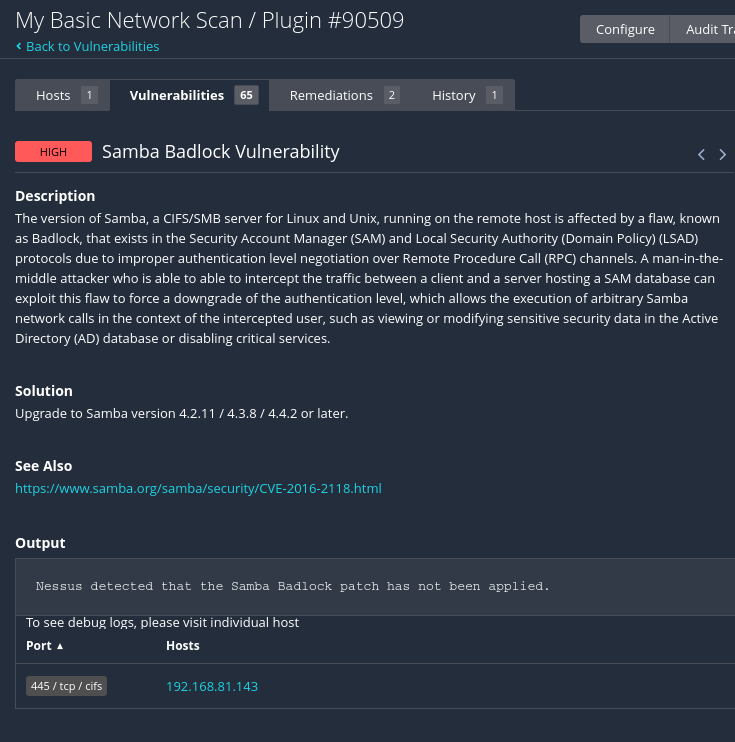 My Basic Network Scan / Plugin #90509
Configure
Audit Tra
Back to Vulnerabilities
Hosts 1
Vulnerabilities 65
Remediations 2
History 1
HIGH
Samba Badlock Vulnerability
Description
The version of Samba, a CIFS/SMB server for Linux and Unix, running on the remote host is affected by a flaw, known
as Badlock, that exists in the Security Account Manager (SAM) and Local Security Authority (Domain Policy) (LSAD)
protocols due to improper authentication level negotiation over Remote Procedure Call (RPC) channels. A man-in-the-
middle attacker who is able to able to intercept the traffic between a client and a server hosting a SAM database can
exploit this flaw to force a downgrade of the authentication level, which allows the execution of arbitrary Samba
network calls in the context of the intercepted user, such as viewing or modifying sensitive security data in the Active
Directory (AD) database or disabling critical services.
Solution
Upgrade to Samba version 4.2.11 / 4.3.8 / 4.4.2 or later.
See Also
https://www.samba.org/samba/security/CVE-2016-2118.html
Output
Nessus detected that the Samba Badlock patch has not been applied.
To see debug logs, please visit individual host
Port ▲ Hosts
445 / tcp / cifs 192.168.81.143